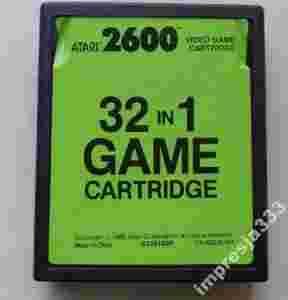 ATARI 2600 VIDEO GAME
CARTRIDGE
32 IN 1
GAME
CARTRIDGE
impresja333